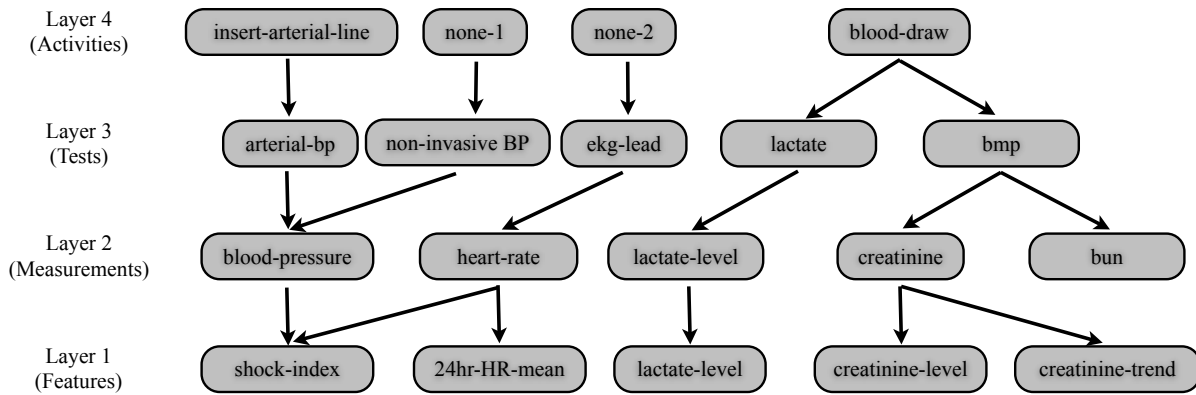 Layer 4
(Activities)
insert-arterial-line
none-1
none-2
blood-draw
Layer 3
(Tests)
arterial-bp
non-invasive BP
ekg-lead
lactate
bmp
Layer 2
(Measurements)
blood-pressure
heart-rate
lactate-level
creatinine
bun
Layer 1
(Features)
shock-index
24hr-HR-mean
lactate-level
creatinine-level
creatinine-trend